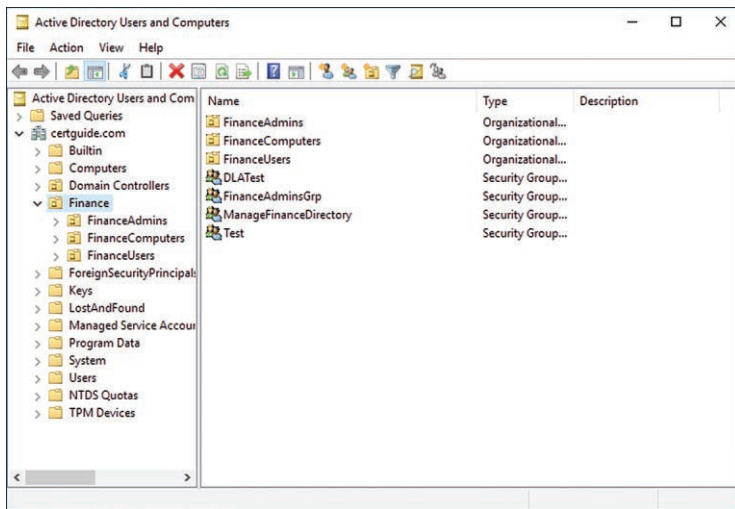 Active Directory Users and Computers
File Action View Help
Active Directory Users and Com
Saved Queries
certguide.com
Builtin
Computers
Domain Controllers
Finance
FinanceAdmins
FinanceComputers
FinanceUsers
ForeignSecurityPrincipals
Keys
LostAndFound
Managed Service Accour
Program Data
System
Users
NTDS Quotas
TPM Devices
Name Type Description
FinanceAdmins Organizational...
FinanceComputers Organizational...
FinanceUsers Organizational...
DLATest Security Group...
FinanceAdminsGrp Security Group...
ManageFinanceDirectory Security Group...
Test Security Group...